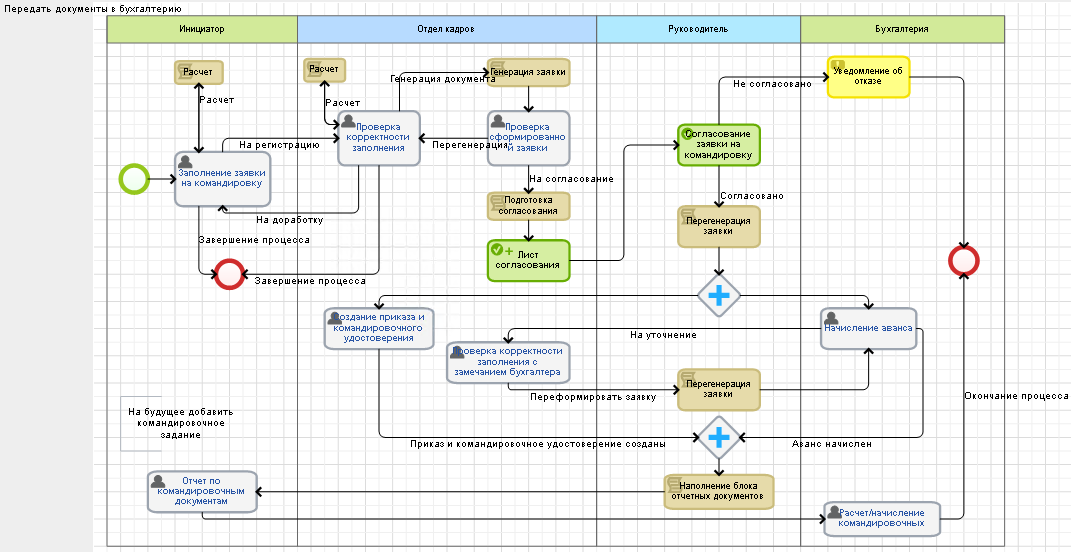 Передать документы в бухгалтерию
Инициатор
Отдел кадров
Руководитель
Бухгалтерия
Расчет
Расчет
Генерация заявки
Уведомление об
отказе
Генерация документа
Не согласовано
Расчет
Расчет
Проверка
корректности
заполнения
Проверка
сформированно
й заявки
Согласование
заявки на
командировку
На регистрацию
Перегенерация
Заполнение заявки
на командировку
На согласование
Согласовано
Подготовка
согласования
На доработку
Перегенерация
заявки
Завершение процесса
Лист
согласования
Завершение процесса
Создание приказа и
командировочного
удостоверения
Начисление аванса
На уточнение
Проверка корректности
заполнения с
замечанием бухгалтера
Перегенерация
заявки
Переформировать заявку
Окончание процесса
На будущее добавить
командировочное
задание
Приказ и командировочное удостоверение созданы
Аванс начислен
Отчет по
командировочным
документам
Наполнение блока
отчетных документов
Расчет/начисление
командировочных